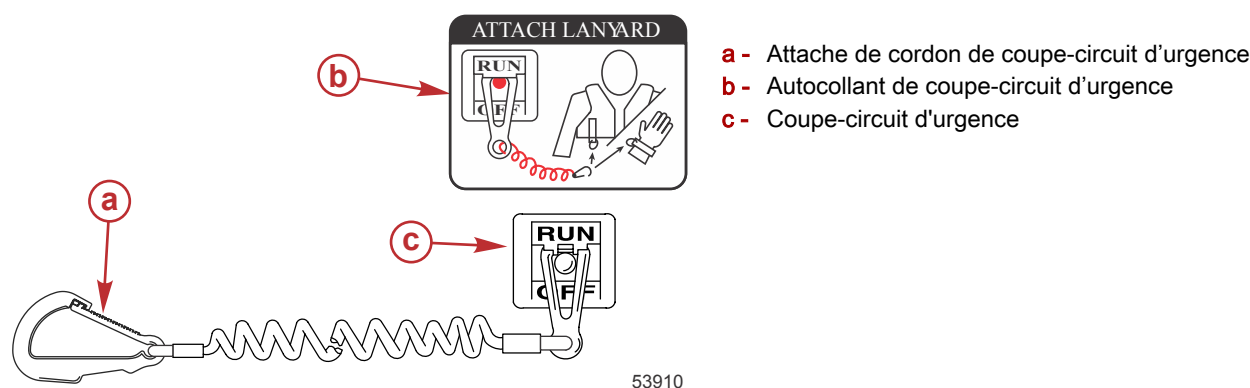 ATTACH LANYARD
RUN
OFF
b
a - Attache de cordon de coupe-circuit d’urgence
b - Autocollant de coupe-circuit d’urgence
c - Coupe-circuit d'urgence
a
c
RUN
OFF
53910